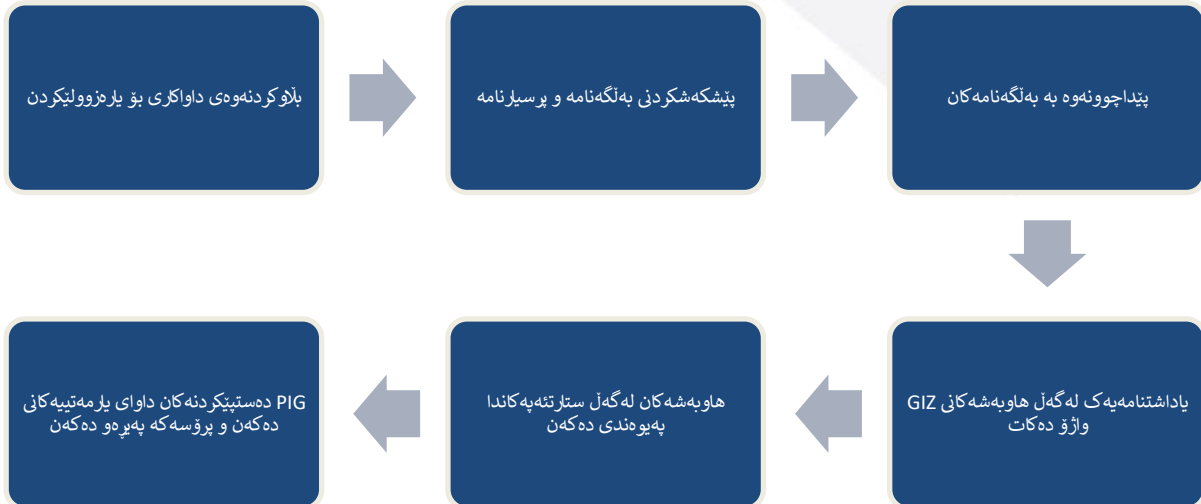 بڵاوکردنەوەی داواکاری بۆ یارەزوولێکردن
پێشکەشکردنی بەڵگەنامە و پرسیارنامە
پێداچوونەوە بە بەڵگەنامەکان
یاداشتنامەیەک لەگەڵ هاوبەشەکانی GIZ
واژۆ دەکات
هاوبەشەکان لەگەڵ ستارتئەپەکاندا
پەیوەندی دەکەن
PIG دەستپێکردنەکان داوای یارمەتییەکانی
دەکەن و پرۆسەکە پەیڕەو دەکەن